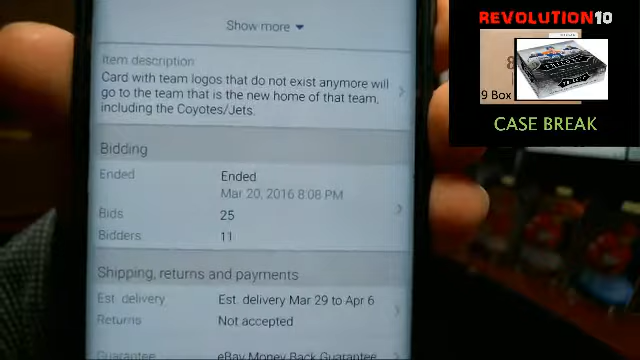 Show more
Item description
Card with team logos that do not exist anymore will
go to the team that is the new home of that team,
including the Coyotes/Jets.
Bidding
Ended
Ended
Mar 20, 2016 8:08 PM
Bids
25
Bidders
11
Shipping, returns and payments
Est. delivery
Est. delivery Mar 29 to Apr 6
Returns
Not accepted
Guarantee
eBay Money Back Guarantee
REVOLUTION10
9 Box
CASE BREAK